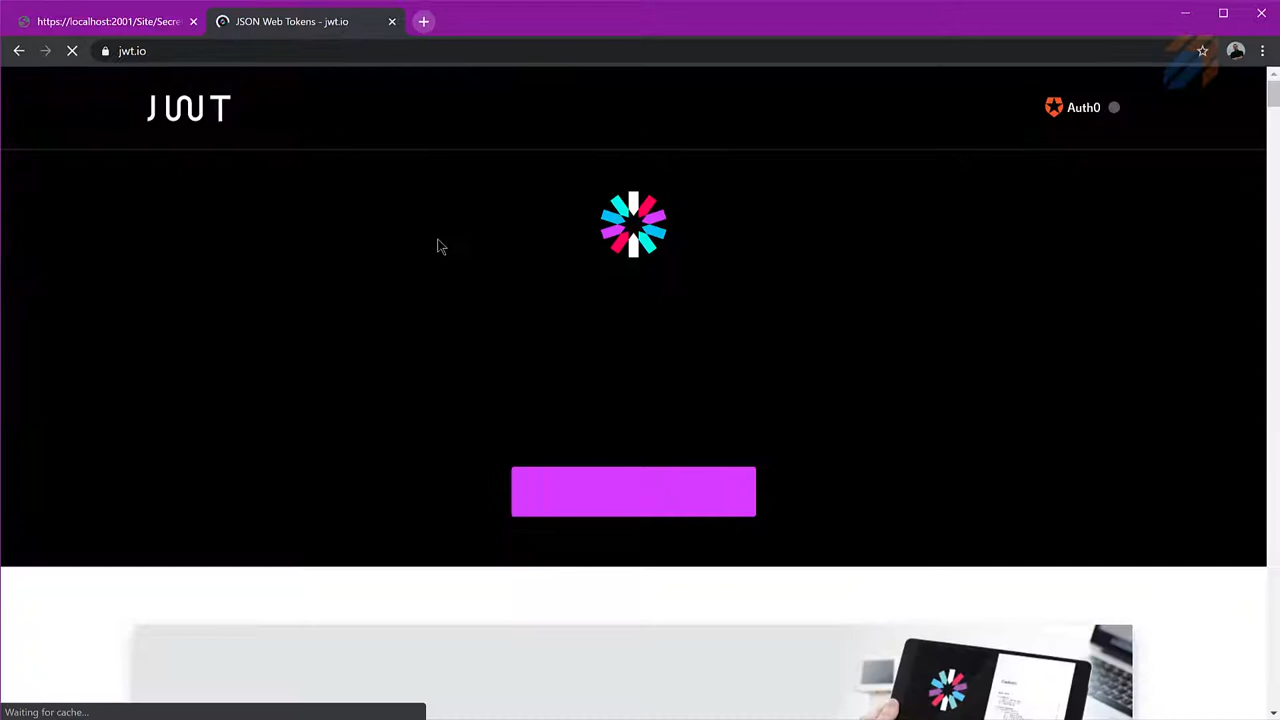 https://localhost:2001/Site/Secre
JSON Web Tokens - jwt.io
jwt.io
JWT
Auth0
Waiting for cache...